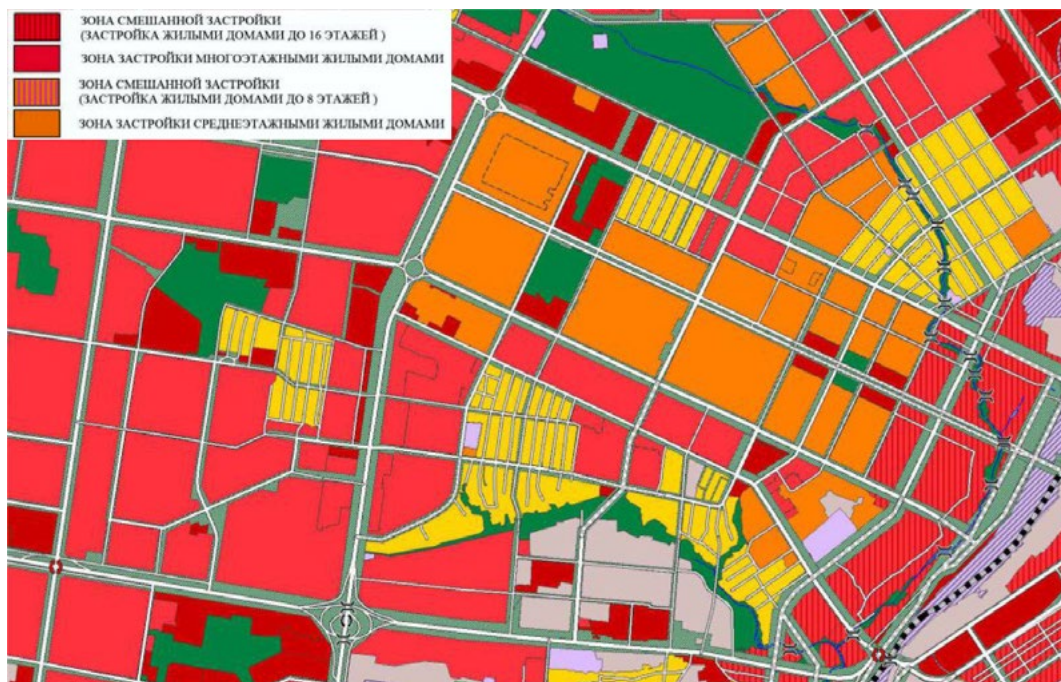 ЗОНА СМЕШАННОЙ ЗАСТРОЙКИ
(ЗАСТРОЙКА ЖИЛЫМИ ДОМАМИ ДО 16 ЭТАЖЕЙ )
ЗОНА ЗАСТРОЙКИ МНОГОЭТАЖНЫМИ ЖИЛЫМИ ДОМАМИ
ЗОНА СМЕШАННОЙ ЗАСТРОЙКИ
(ЗАСТРОЙКА ЖИЛЫМИ ДОМАМИ ДО 8 ЭТАЖЕЙ )
ЗОНА ЗАСТРОЙКИ СРЕДНЕЭТАЖНЫМИ ЖИЛЫМИ ДОМАМИ